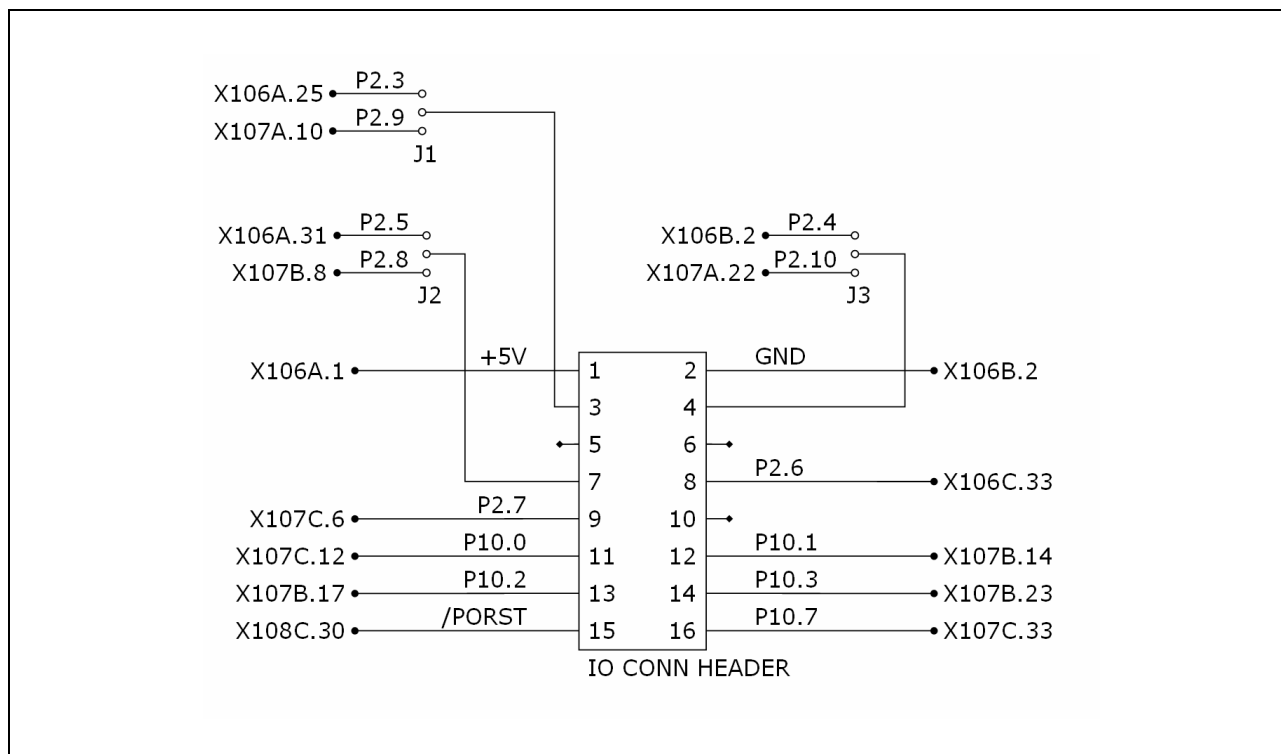 P2.3
X106A.25
P2.9
X107A.10
J1
P2.5
X106A.31
P2.8
X107B.8
J2
P2.4
X106B.2
P2.10
X107A.22
J3
X106A.1 +5V 1 2 GND X106B.2
3 4
5 6
7 8 P2.6 X106C.33
X107C.6 P2.7 9 10
X107C.12 P10.0 11 12 P10.1 X107B.14
X107B.17 P10.2 13 14 P10.3 X107B.23
X108C.30 /PORST 15 16 P10.7 X107C.33
IO CONN HEADER